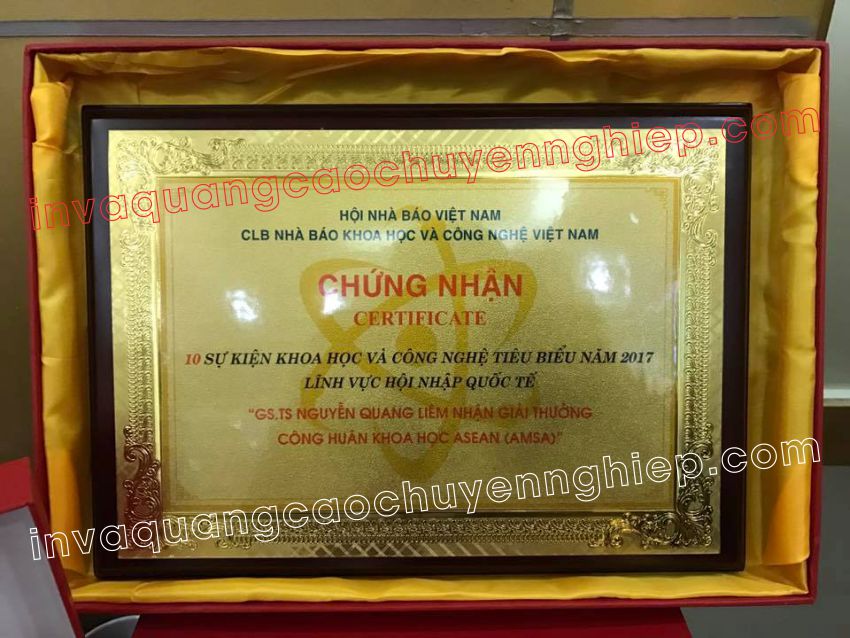 invaquangcaochuyennghiep.com
HỘI NHÀ BÁO VIỆT NAM
CLB NHÀ BÁO KHOA HỌC VÀ CÔNG NGHỆ VIỆT NAM
CHỨNG NHẬN
CERTIFICATE
10 SỰ KIỆN KHOA HỌC VÀ CÔNG NGHỆ TIÊU BIỂU NĂM 2017
LĨNH VỰC HỘI NHẬP QUỐC TẾ
"GS,TS NGUYỄN QUANG LIÊM NHẬN GIẢI THƯỞNG
CÔNG HUÂN KHOA HỌC ASEAN (AMSA)"
invaquangcaochuyennghiep.com